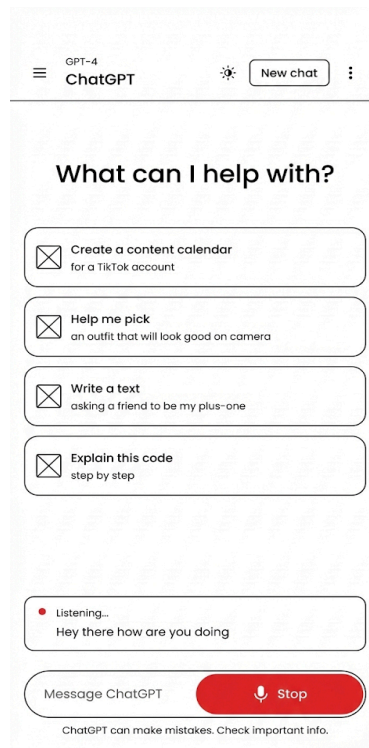 GPT-4
ChatGPT
New chat
What can I help with?
Create a content calendar
for a TikTok account
Help me pick
an outfit that will look good on camera
Write a text
asking a friend to be my plus-one
Explain this code
step by step
Listening...
Hey there how are you doing
Message ChatGPT
Stop
ChatGPT can make mistakes. Check important info.